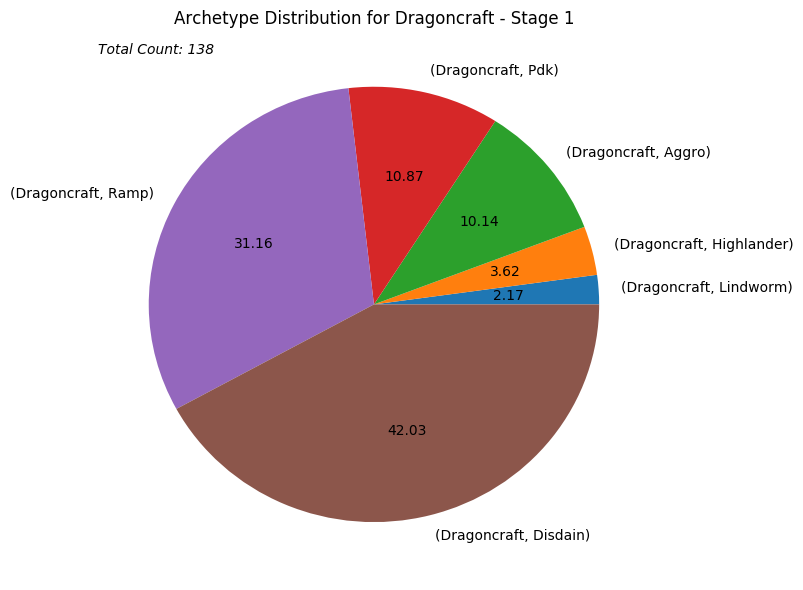 Archetype Distribution for Dragoncraft - Stage 1
Total Count: 138
(Dragoncraft, Pdk)
(Dragoncraft, Aggro)
10.87
(Dragoncraft, Ramp)
10.14
31.16
(Dragoncraft, Highlander)
3.62
(Dragoncraft, Lindworm)
2.17
42.03
(Dragoncraft, Disdain)